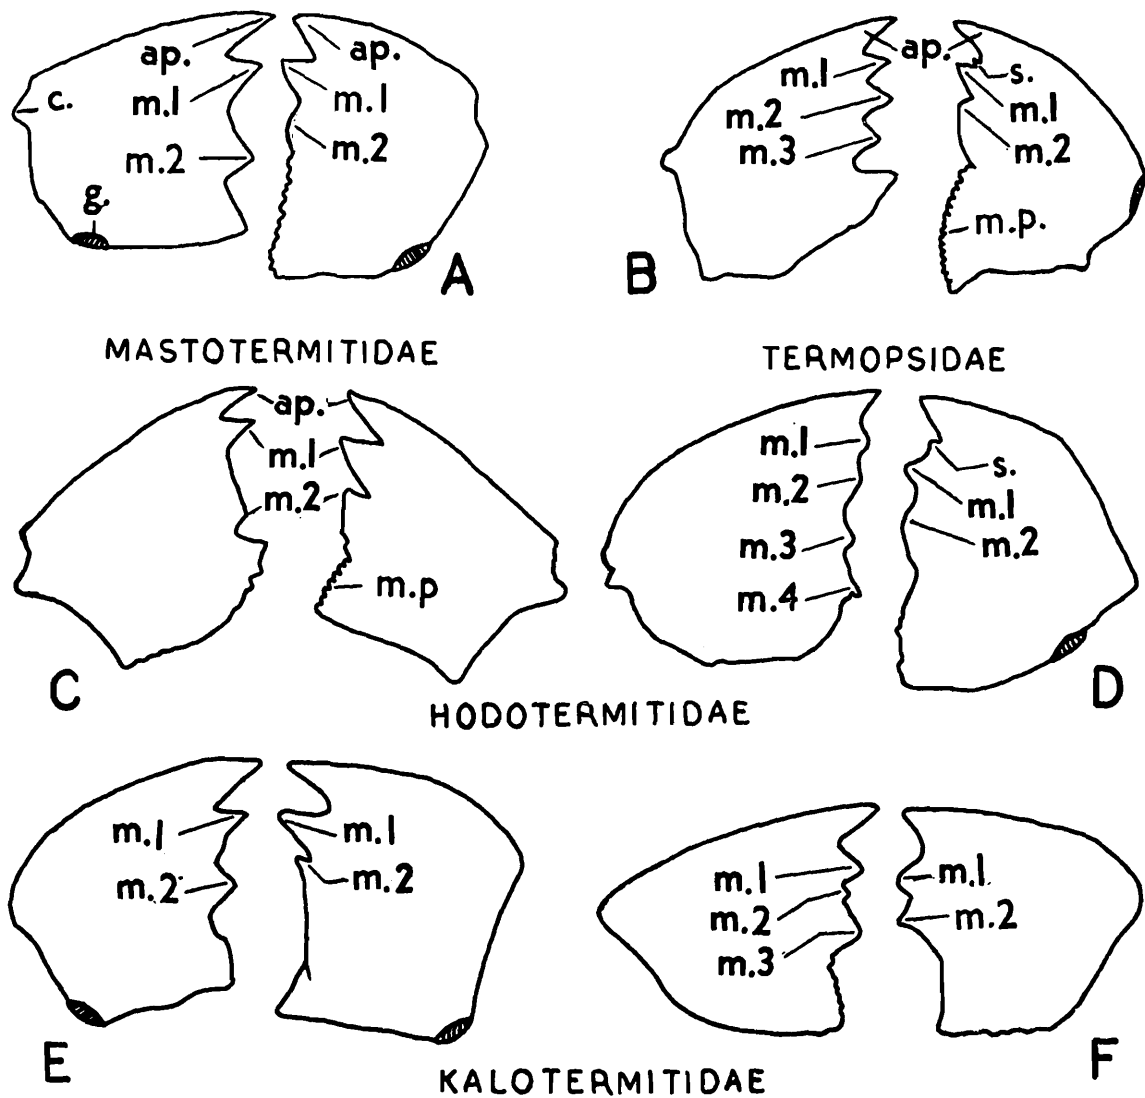 ap. ap.
c. m.1 m.1
m.2 m.2
g.
A
ap.
m.1 s.
m.2 m.1
m.3 m.2
m.p.
B
MASTOTERMITIDAE
TERMOPSIDAE
ap.
m.1
m.2
m.p
C
m.1
m.2 s.
m.1
m.3 m.2
m.4
D
HODOTERMITIDAE
m.1 m.1
m.2 m.2
E
m.1 m.1
m.2 m.2
m.3
F
KALOTERMITIDAE